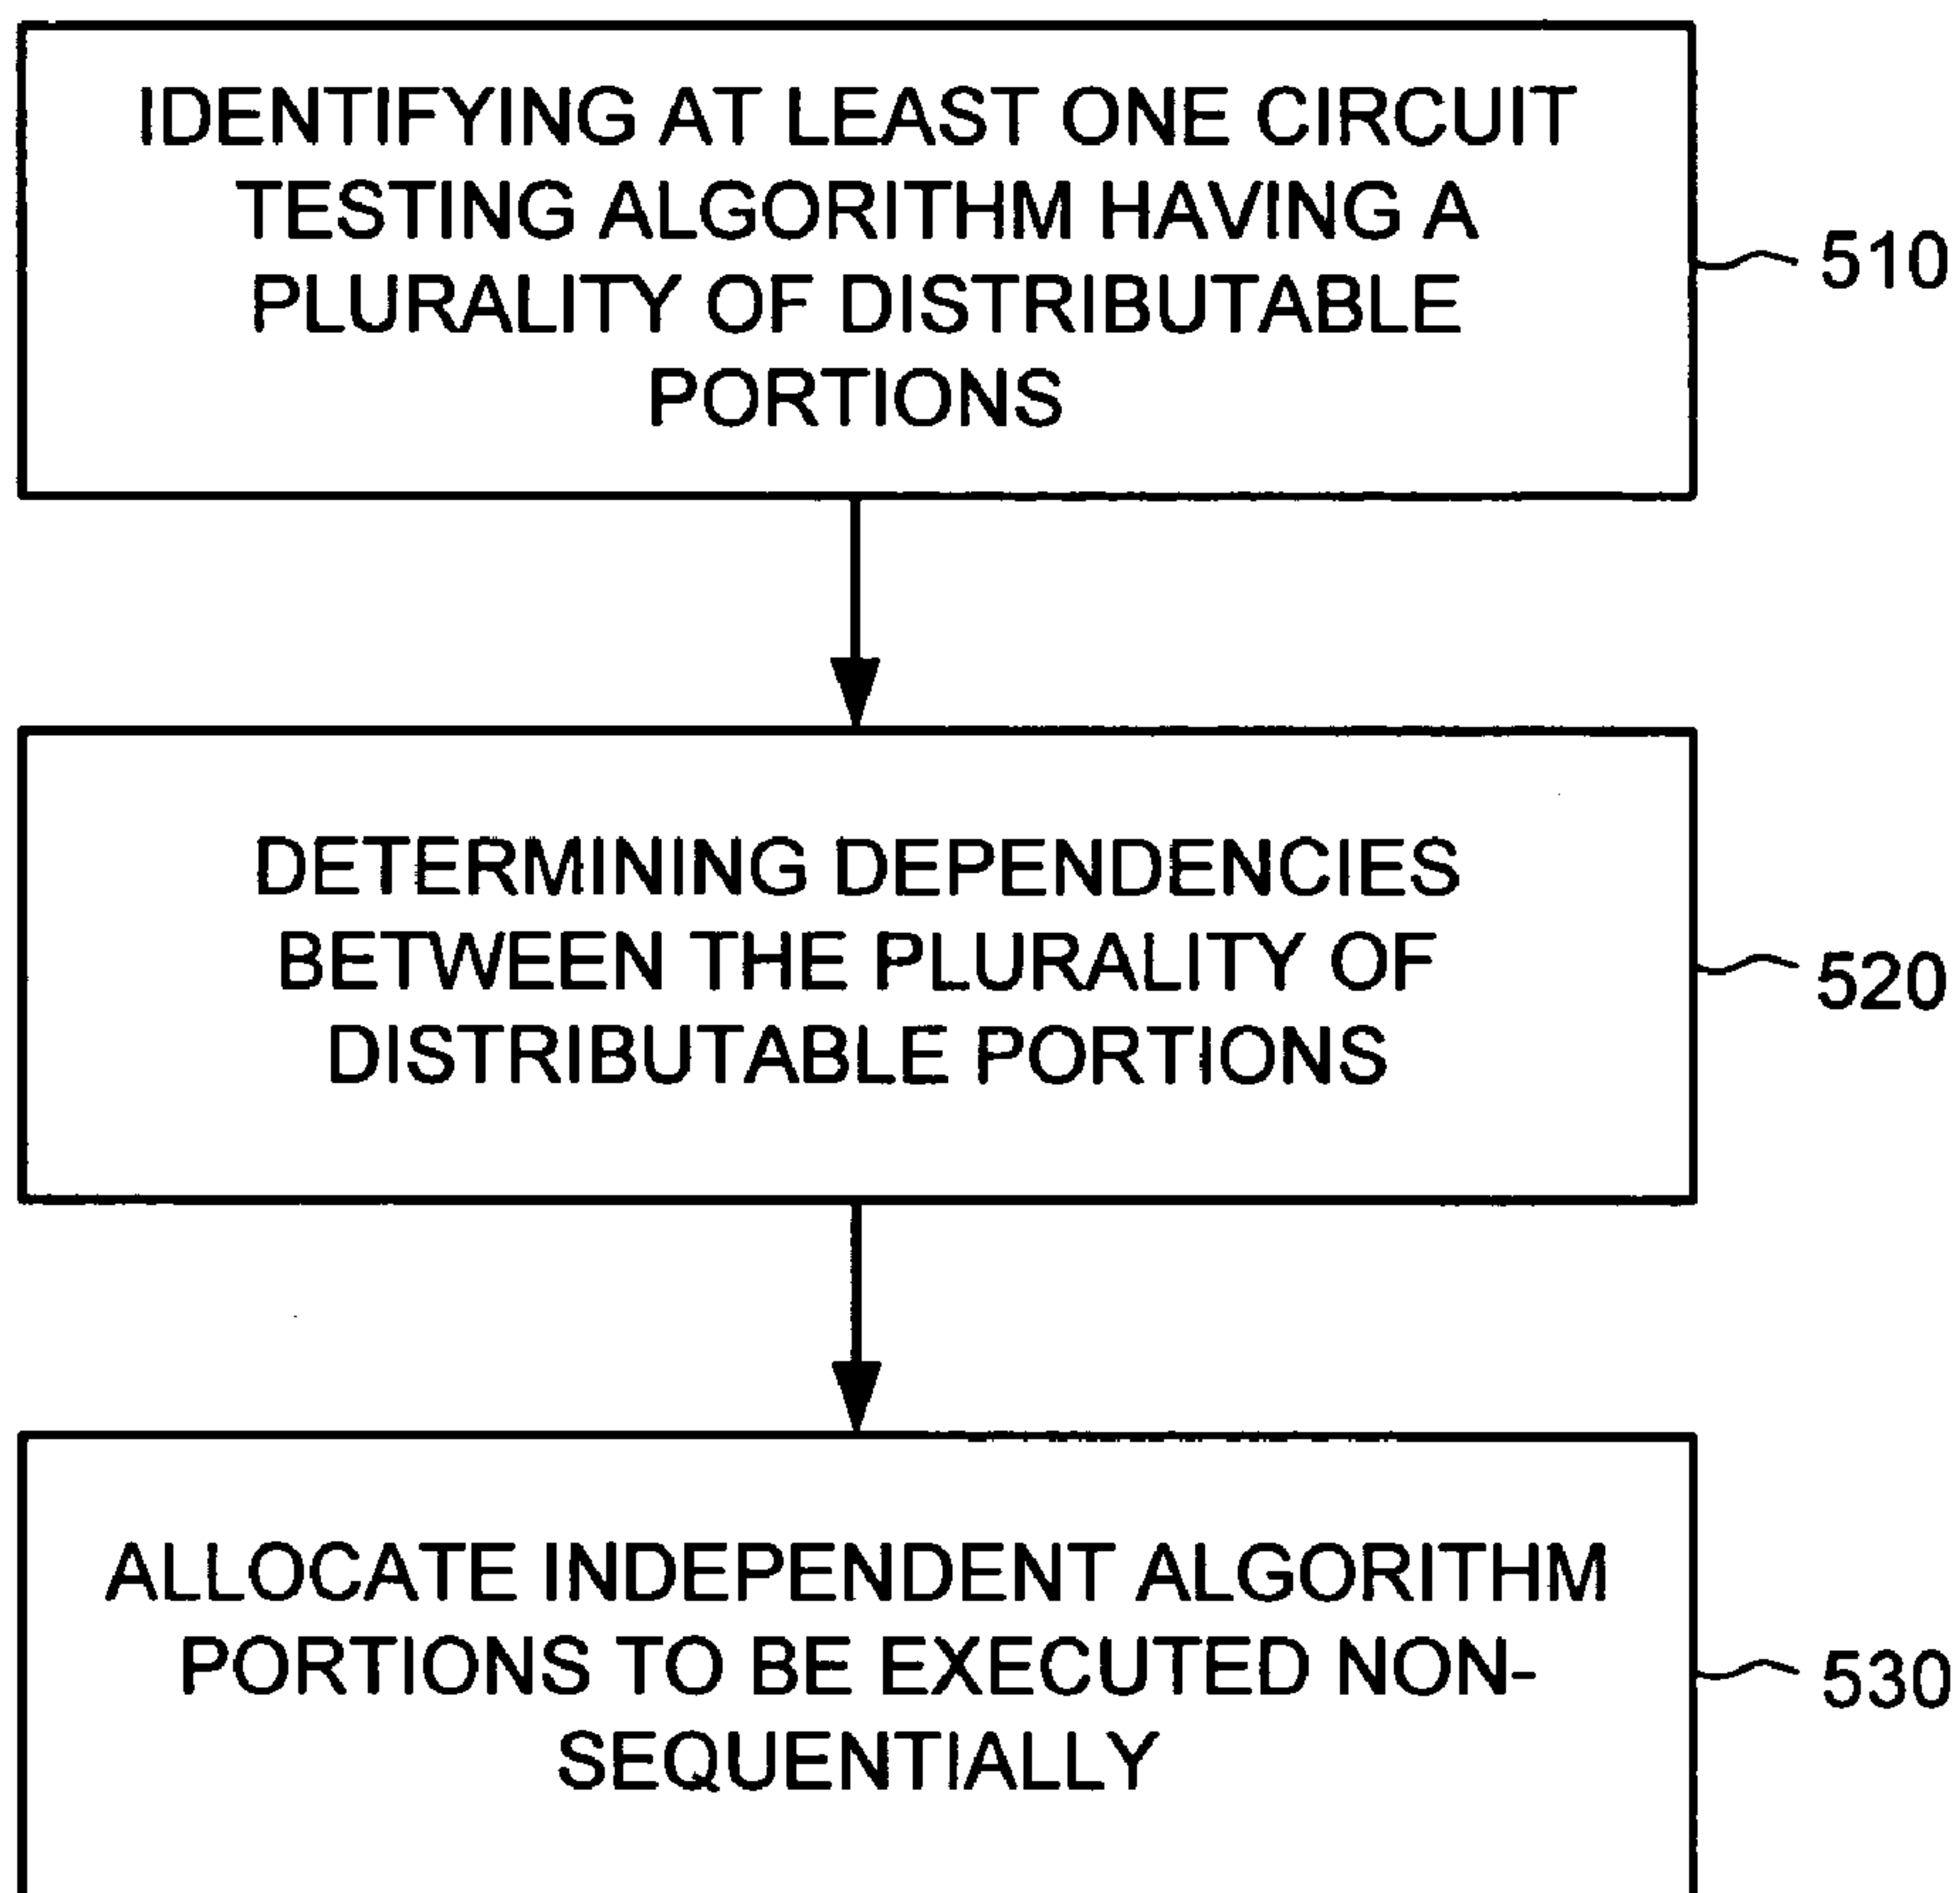 IDENTIFYING AT LEAST ONE CIRCUIT
TESTING ALGORITHM HAVING A
PLURALITY OF DISTRIBUTABLE
PORTIONS
510
DETERMINING DEPENDENCIES
BETWEEN THE PLURALITY OF
DISTRIBUTABLE PORTIONS
520
ALLOCATE INDEPENDENT ALGORITHM
PORTIONS TO BE EXECUTED NON-
SEQUENTIALLY
530